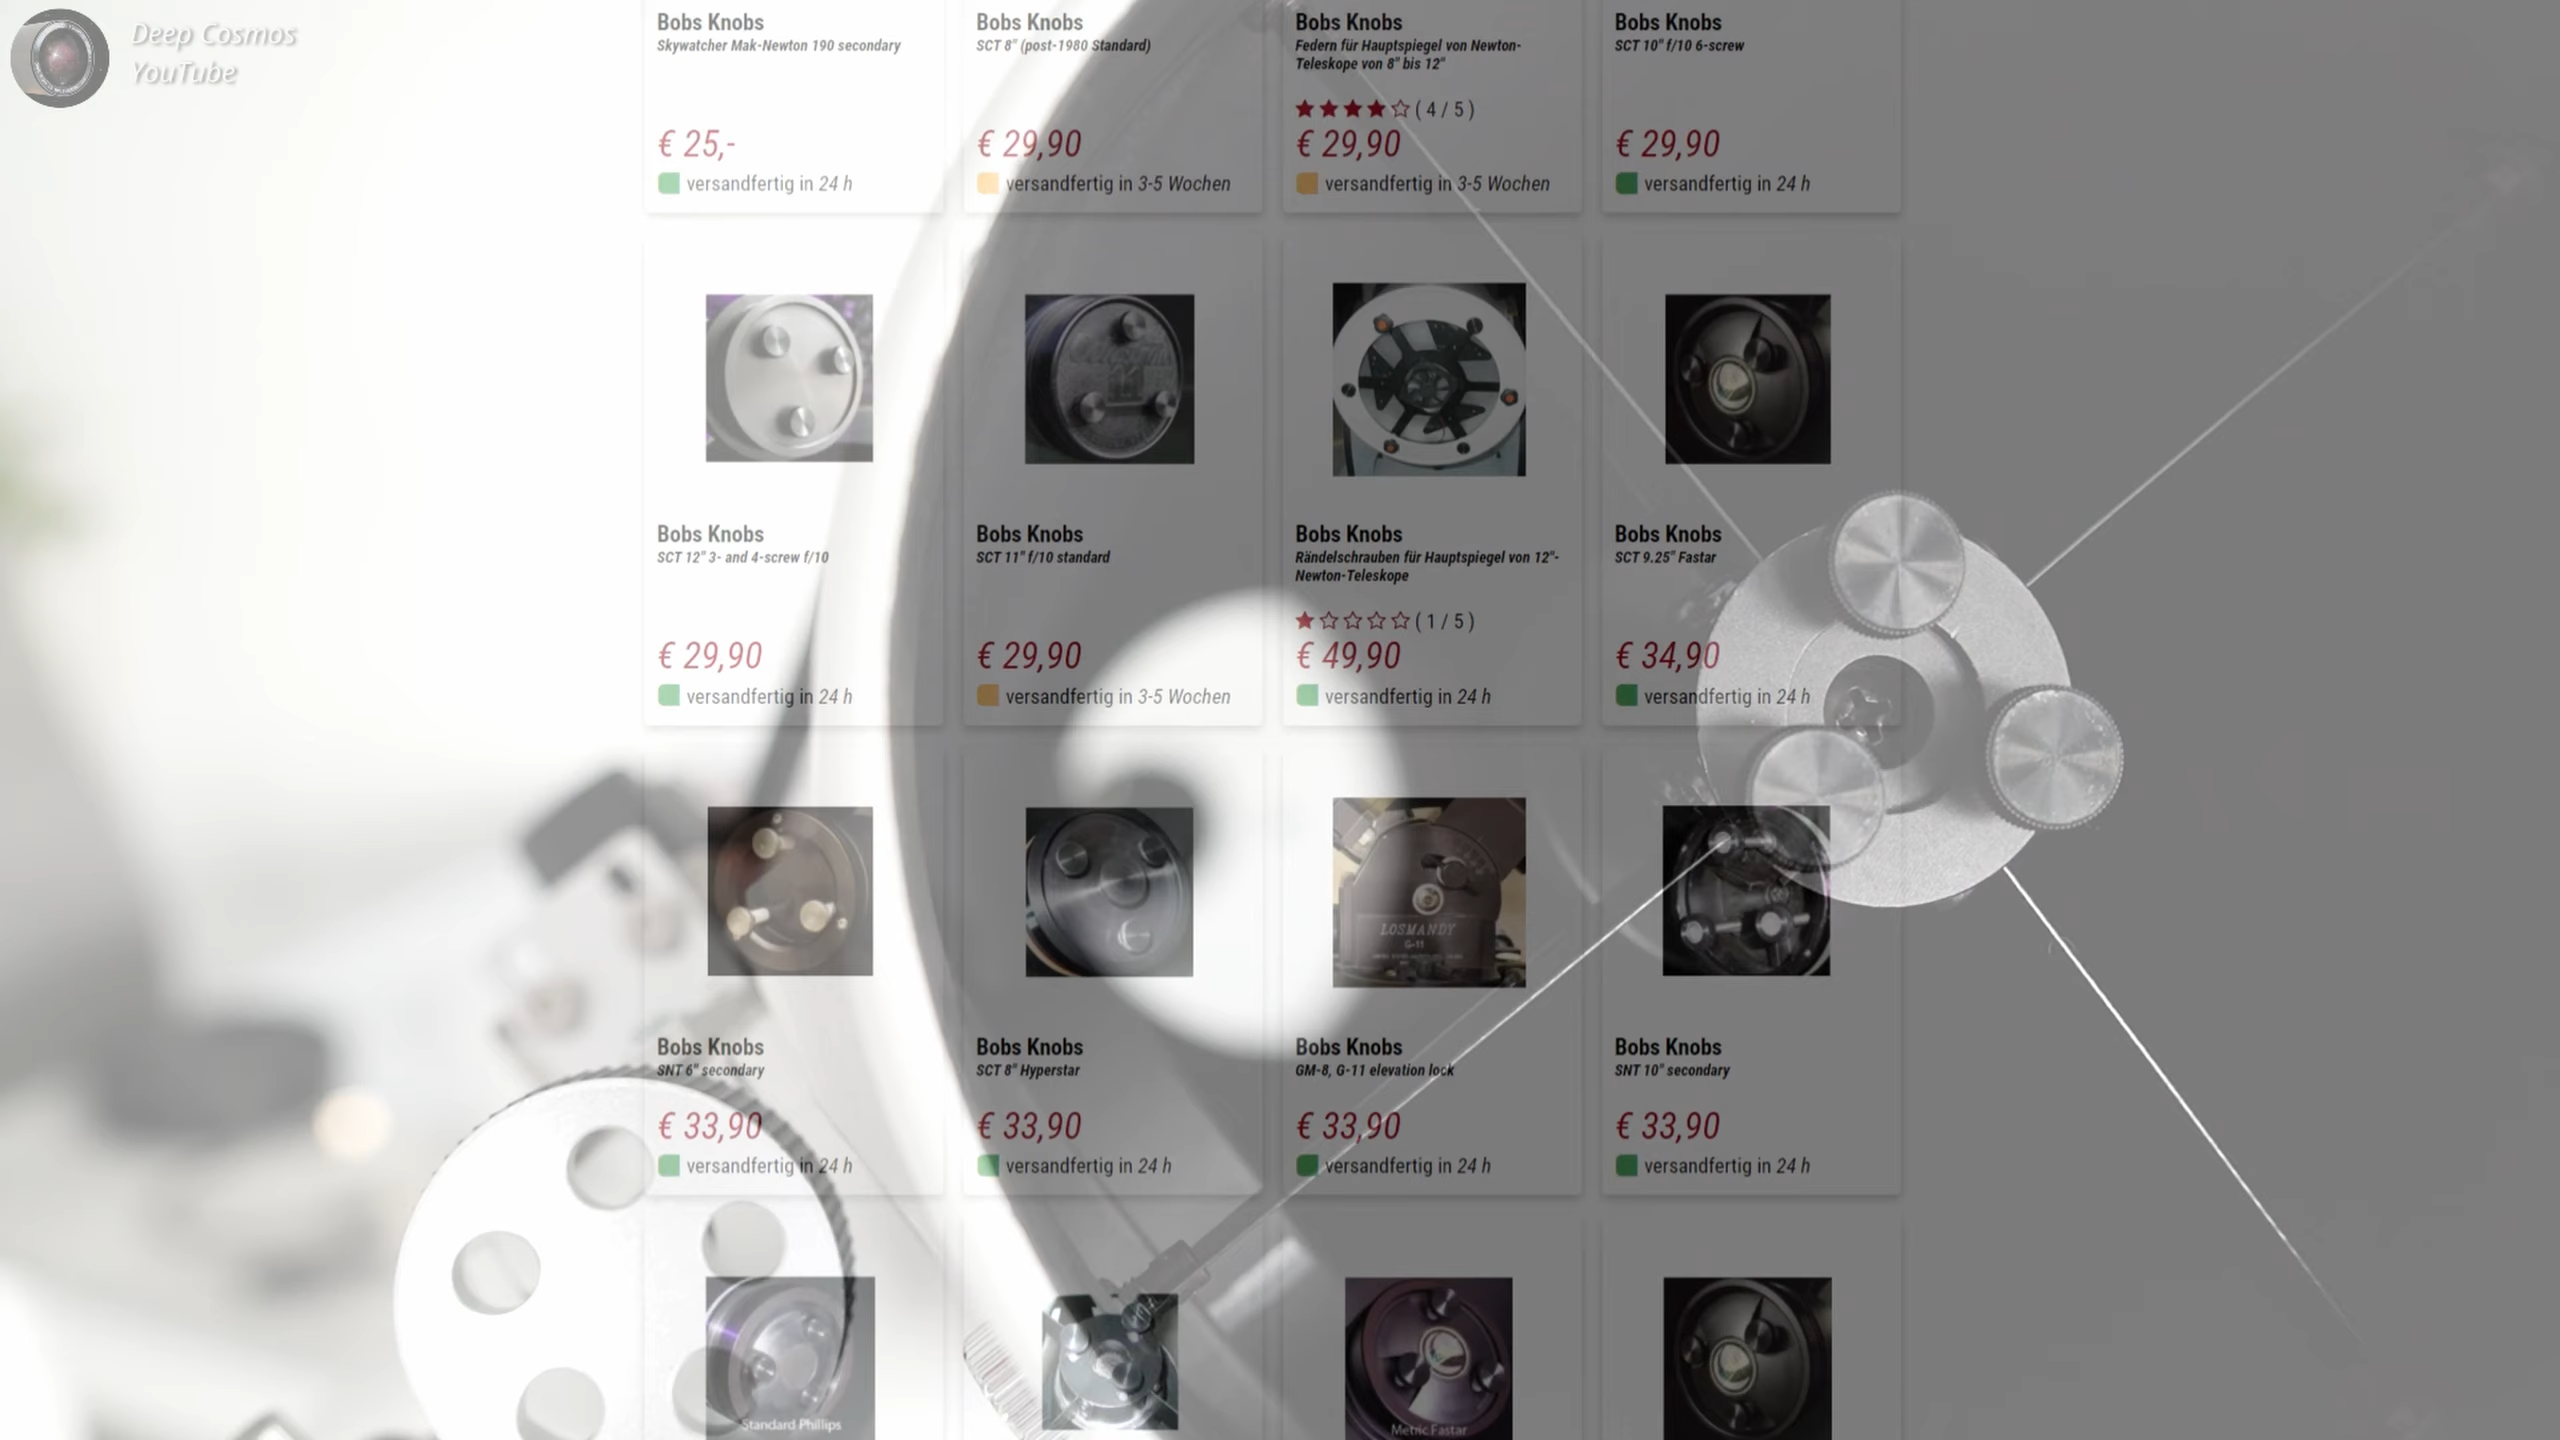 Deep Cosmos
YouTube
Bobs Knobs
Skywatcher Mak-Newton 190 secondary
€ 25,-
versandfertig in 24 h
Bobs Knobs
SCT 8" (post-1980 Standard)
€ 29,90
versandfertig in 3-5 Wochen
Bobs Knobs
Federn für Hauptspiegel von Newton-
Teleskope von 8" bis 12"
( 4 / 5 )
€ 29,90
versandfertig in 3-5 Wochen
Bobs Knobs
SCT 10" f/10 6-screw
€ 29,90
versandfertig in 24 h
Bobs Knobs
SCT 12" 3- and 4-screw f/10
€ 29,90
versandfertig in 24 h
Bobs Knobs
SCT 11" f/10 standard
€ 29,90
versandfertig in 3-5 Wochen
Bobs Knobs
Rändelschrauben für Hauptspiegel von 12"-
Newton-Teleskope
( 1 / 5 )
€ 49,90
versandfertig in 24 h
Bobs Knobs
SCT 9.25" Fastar
€ 34,90
versandfertig in 24 h
Bobs Knobs
SNT 6" secondary
€ 33,90
versandfertig in 24 h
Bobs Knobs
SCT 8" Hyperstar
€ 33,90
versandfertig in 24 h
LOSMANDY
G-11
Bobs Knobs
GM-8, G-11 elevation lock
€ 33,90
versandfertig in 24 h
Bobs Knobs
SNT 10" secondary
€ 33,90
versandfertig in 24 h
Standard Phillips
Metric Fastar